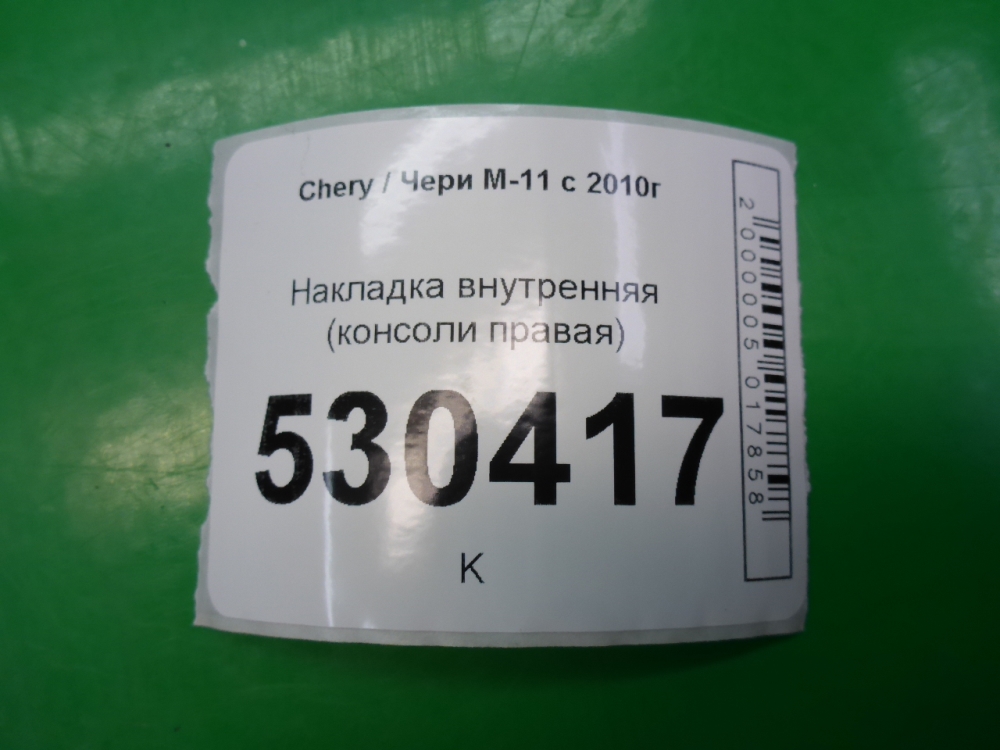 Chery / Чери М-11 с 2010г
Накладка внутренняя
(консоли правая)
530417
К
2000005017858